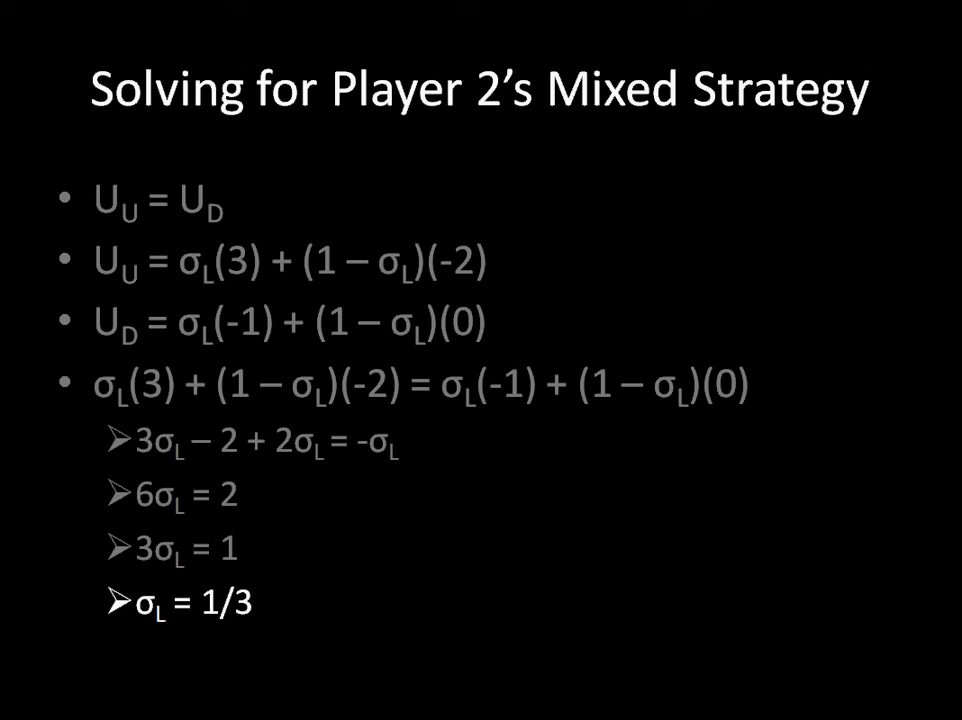 Solving for Player 2’s Mixed Strategy
• U_U = U_D
• U_U = σ_L(3) + (1 – σ_L)(-2)
• U_D = σ_L(-1) + (1 – σ_L)(0)
• σ_L(3) + (1 – σ_L)(-2) = σ_L(-1) + (1 – σ_L)(0)
➢3σ_L – 2 + 2σ_L = -σ_L
➢6σ_L = 2
➢3σ_L = 1
➢σ_L = 1/3